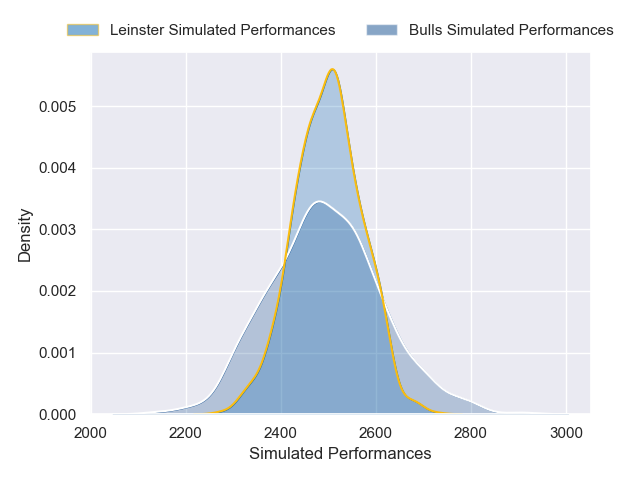 Leinster Simulated Performances Bulls Simulated Performances
0.005
0.004
0.003
0.002
0.001
0.000
Density
2000 2200 2400 2600 2800 3000
Simulated Performances